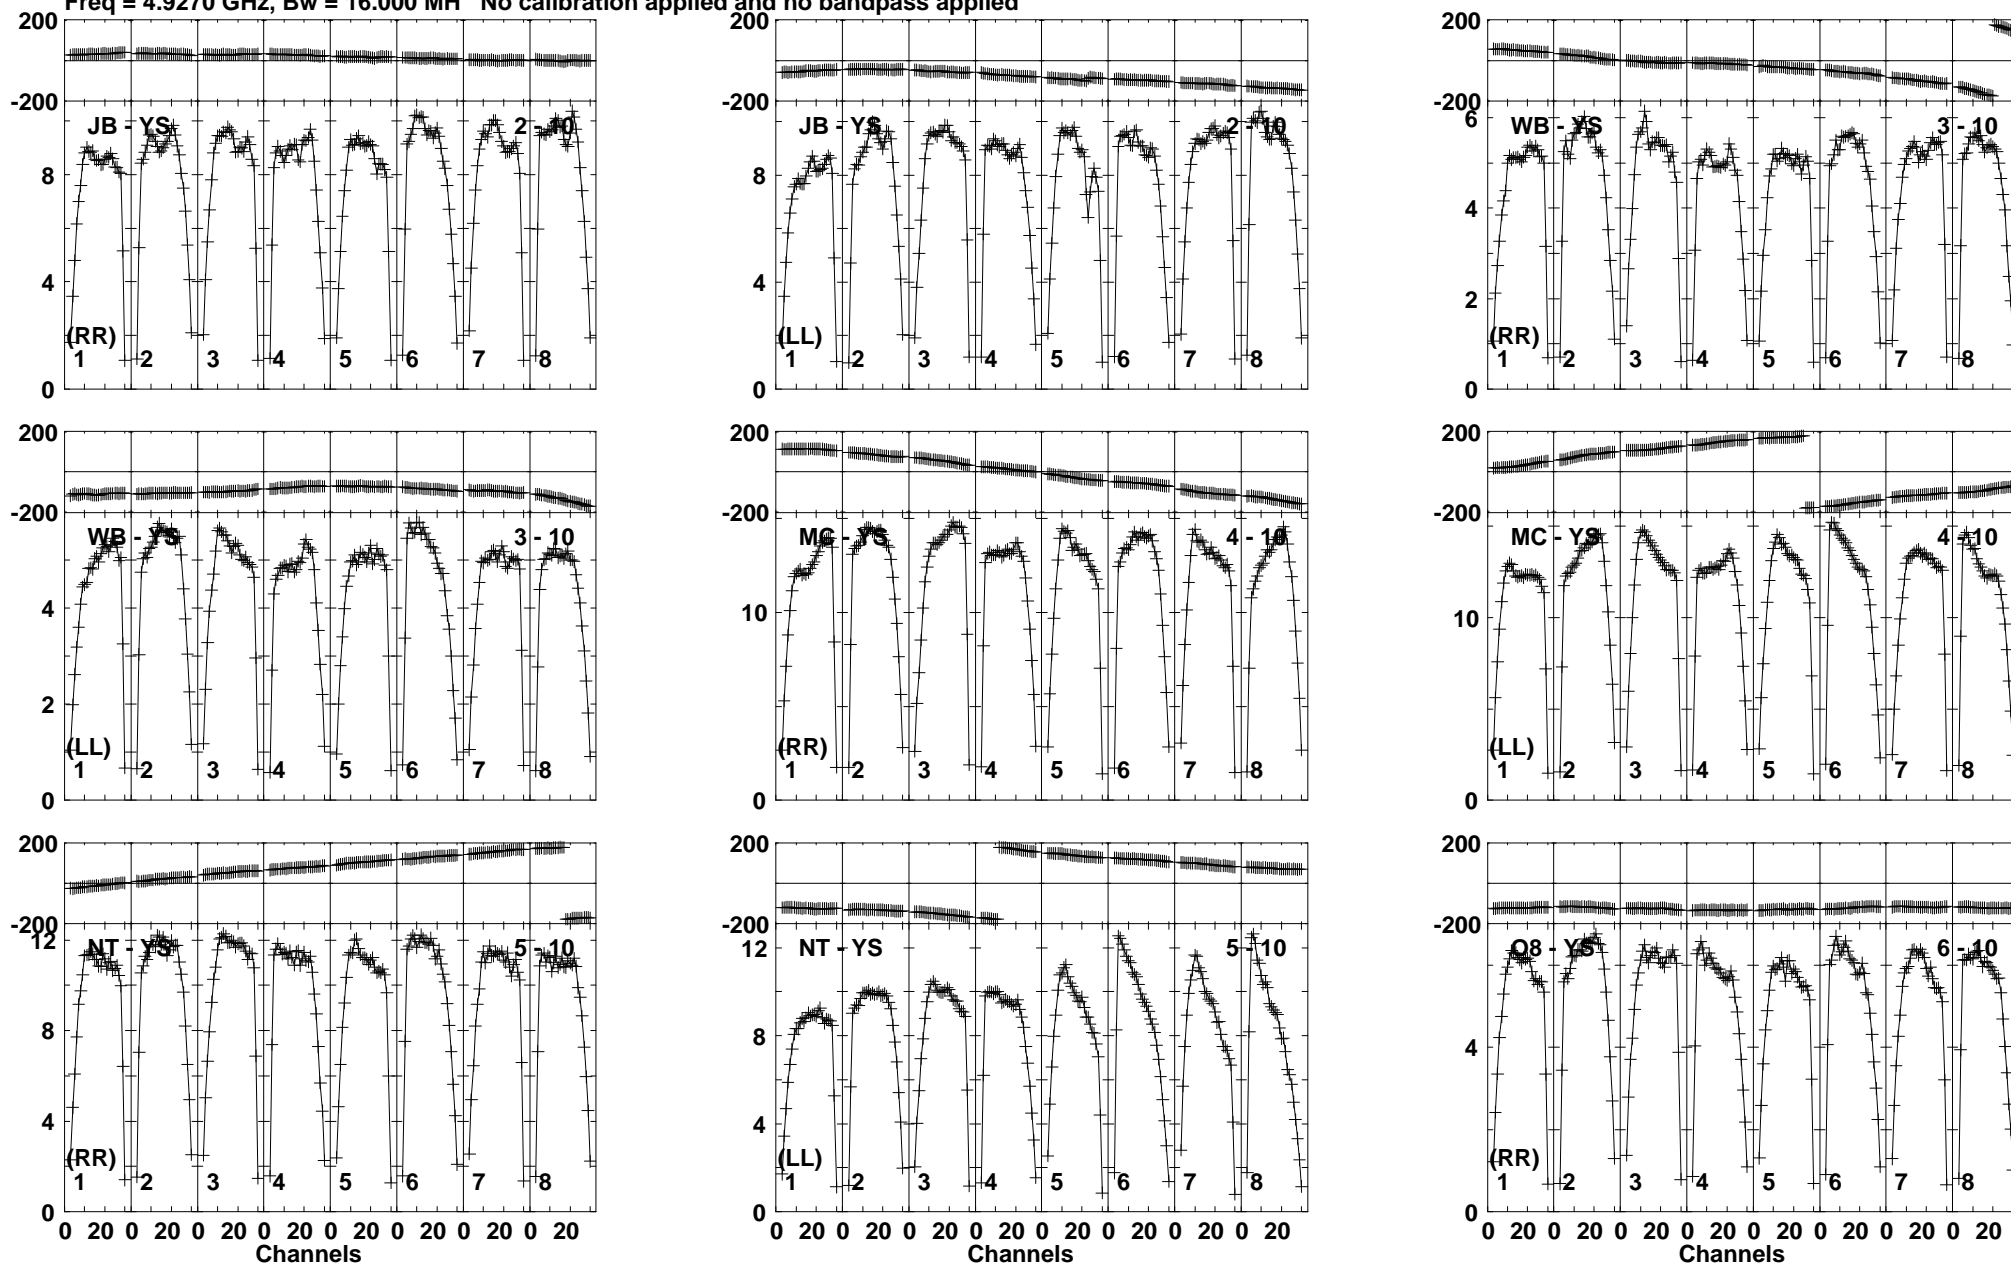 Freq = 4.9270 GHz, Bw = 16.000 MH No calibration applied and no bandpass applied
200 200 200
-200 -200 -200
JB - YS 2 - 10 JB - YS 2 - 10 WB - YS 3 - 10
6
8 8
4
4 4
2
(RR) (LL) (RR)
1 2 3 4 5 6 7 8 1 2 3 4 5 6 7 8 1 2 3 4 5 6 7 8
0 0 0
200 200 200
-200 -200 -200
WB - YS 3 - 10 MC - YS 4 - 10 MC - YS 4 - 10
4 10 10
2
(LL) (RR) (LL)
1 2 3 4 5 6 7 8 1 2 3 4 5 6 7 8 1 2 3 4 5 6 7 8
0 0 0
200 200 200
-200 -200 -200
12 NT - YS 5 - 10 12 NT - YS 5 - 10 O8 - YS 6 - 10
8 8 4
4 4
(RR) (LL) (RR)
1 2 3 4 5 6 7 8 1 2 3 4 5 6 7 8 1 2 3 4 5 6 7 8
0 0 0
0 20 0 20 0 20 0 20 0 20 0 20 0 20 0 20 0 20 0 20 0 20 0 20 0 20 0 20 0 20 0 20 0 20 0 20 0 20 0 20 0 20 0 20 0 20 0 20
Channels Channels Channels